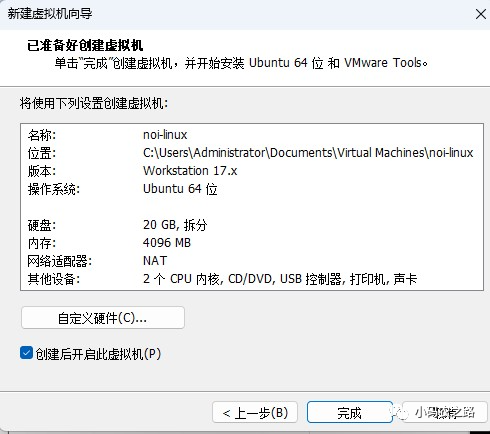 新建虚拟机向导
已准备好创建虚拟机
单击“完成”创建虚拟机，并开始安装 Ubuntu 64 位 和 VMware Tools。
将使用下列设置创建虚拟机:
名称: noi-linux
位置: C:\Users\Administrator\Documents\Virtual Machines\noi-linux
版本: Workstation 17.x
操作系统: Ubuntu 64 位
硬盘: 20 GB, 拆分
内存: 4096 MB
网络适配器: NAT
其他设备: 2 个 CPU 内核, CD/DVD, USB 控制器, 打印机, 声卡
自定义硬件(C)...
创建后开启此虚拟机(P)
< 上一步(B) 完成